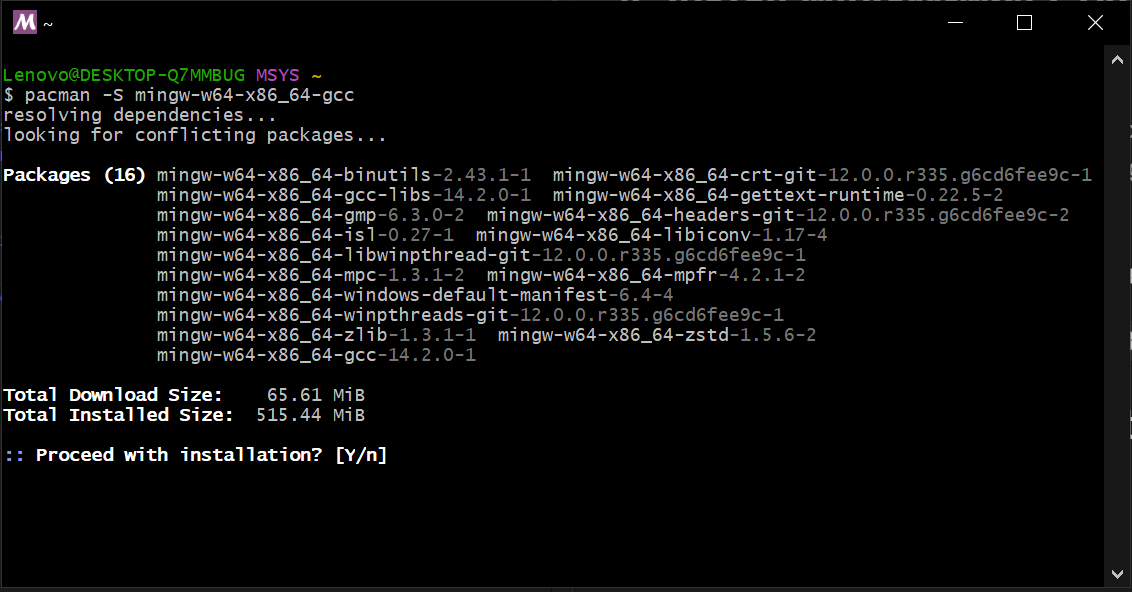 M ~
Lenovo@DESKTOP-Q7MMBUG MSYS ~
$ pacman -S mingw-w64-x86_64-gcc
resolving dependencies...
looking for conflicting packages...
Packages (16) mingw-w64-x86_64-binutils-2.43.1-1  mingw-w64-x86_64-crt-git-12.0.0.r335.g6cd6fee9c-1
mingw-w64-x86_64-gcc-libs-14.2.0-1  mingw-w64-x86_64-gettext-runtime-0.22.5-2
mingw-w64-x86_64-gmp-6.3.0-2  mingw-w64-x86_64-headers-git-12.0.0.r335.g6cd6fee9c-2
mingw-w64-x86_64-isl-0.27-1  mingw-w64-x86_64-libiconv-1.17-4
mingw-w64-x86_64-libwinpthread-git-12.0.0.r335.g6cd6fee9c-1
mingw-w64-x86_64-mpc-1.3.1-2  mingw-w64-x86_64-mpfr-4.2.1-2
mingw-w64-x86_64-windows-default-manifest-6.4-4
mingw-w64-x86_64-winpthreads-git-12.0.0.r335.g6cd6fee9c-1
mingw-w64-x86_64-zlib-1.3.1-1  mingw-w64-x86_64-zstd-1.5.6-2
mingw-w64-x86_64-gcc-14.2.0-1
Total Download Size:    65.61 MiB
Total Installed Size:  515.44 MiB
:: Proceed with installation? [Y/n]